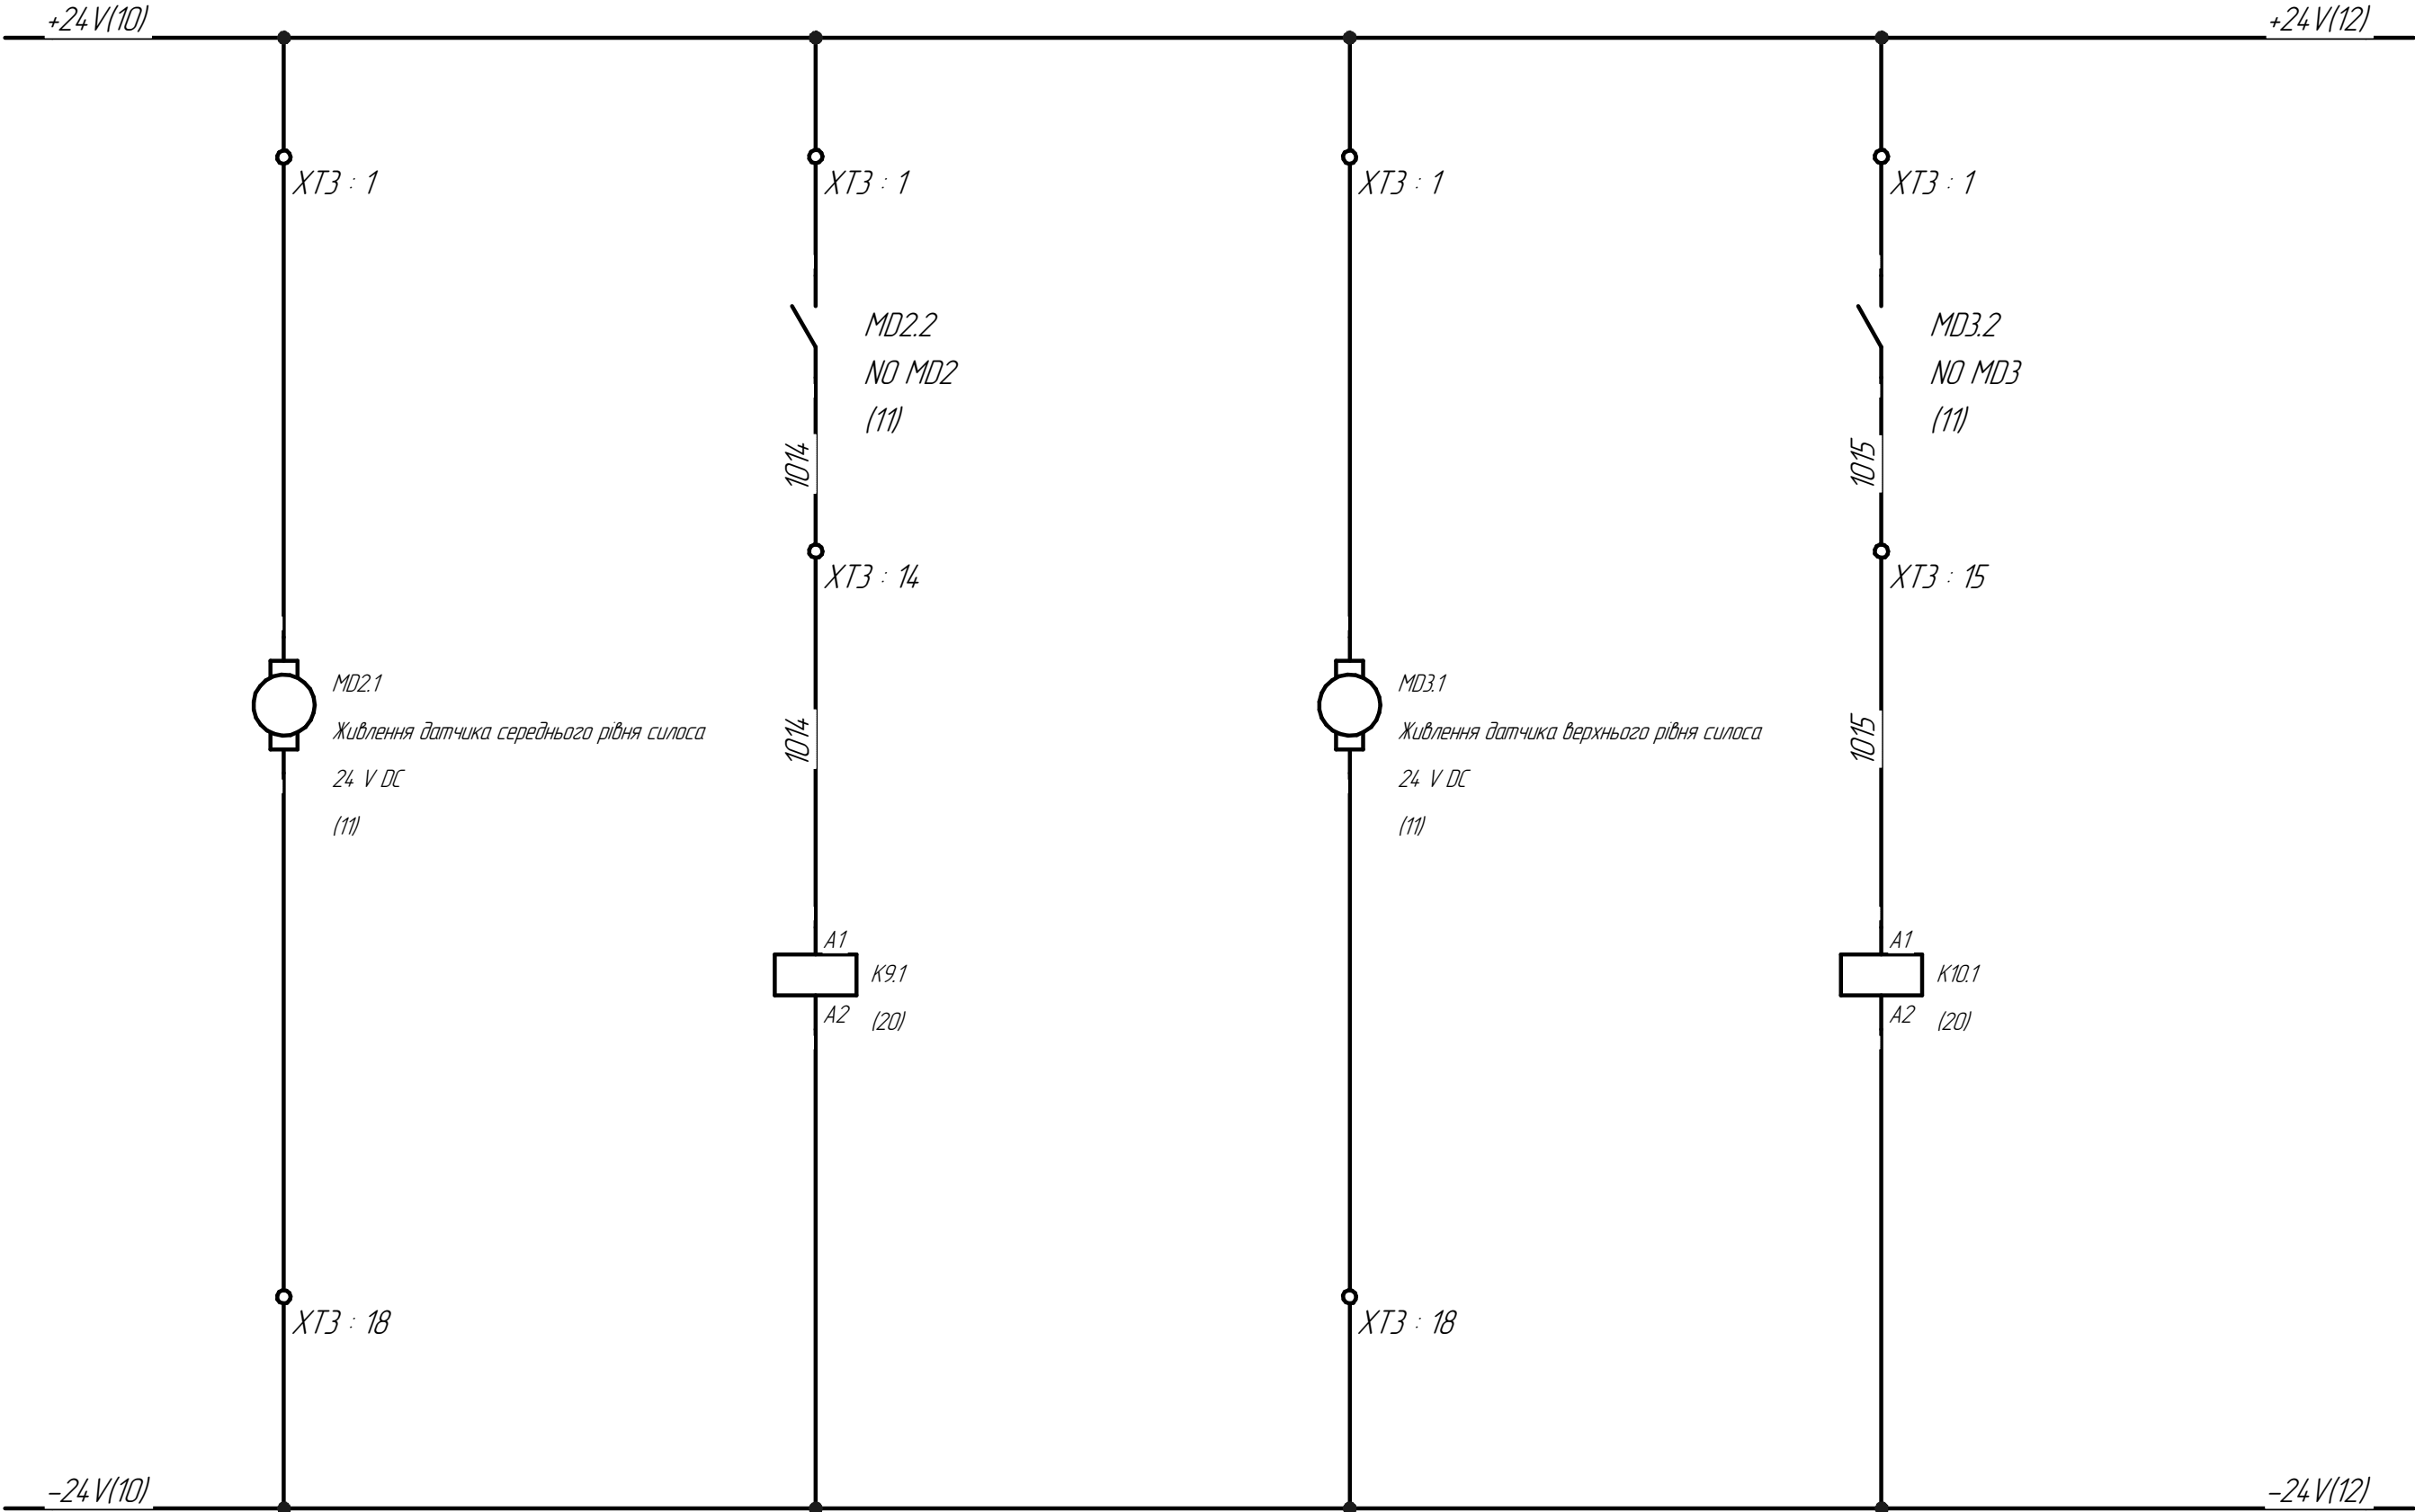 +24V(10)
+24V(12)
XT3 : 1
XT3 : 1
XT3 : 1
XT3 : 1
MD2.2
NO MD2
(11)
MD3.2
NO MD3
(11)
1014
1015
XT3 : 14
XT3 : 15
MD2.1
Живлення датчика середнього рівня силоса
24 V DC
(11)
1014
MD3.1
Живлення датчика верхнього рівня силоса
24 V DC
(11)
1015
A1
K9.1
A2
(20)
A1
K10.1
A2
(20)
XT3 : 18
XT3 : 18
-24V(10)
-24V(12)